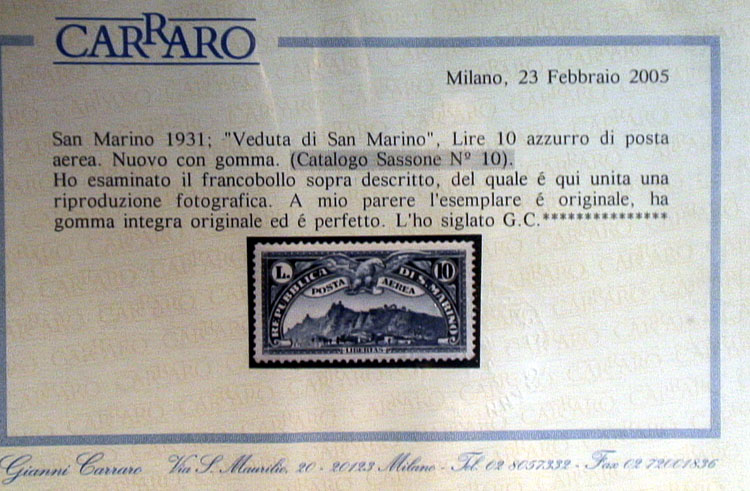 CARRARO
Milano, 23 Febbraio 2005
San Marino 1931; "Veduta di San Marino", Lire 10 azzurro di posta
aerea. Nuovo con gomma. (Catalogo Sassone Nº 10).
Ho esaminato il francobollo sopra descritto, del quale é qui unita una
riproduzione fotografica. A mio parere l'esemplare é originale, ha
gomma integra originale ed é perfetto. L'ho siglato G.C.***************
L. 10
REPUBBLICA DI S. MARINO
POSTA AEREA
LIBERTAS
Gianni Carraro Via S. Maurilio, 20 - 20123 Milano - Tel. 02 8057332 - Fax 02 72001836